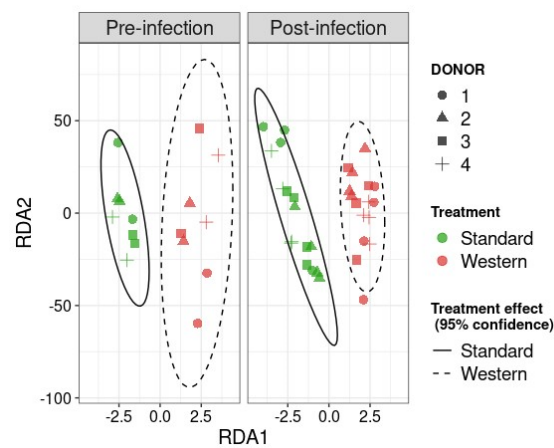 Pre-infection
Post-infection
50
0
-50
-100
RDA2
-2.5
0.0
2.5
-2.5
0.0
2.5
RDA1
DONOR
1
2
3
4
Treatment
Standard
Western
Treatment effect
(95% confidence)
Standard
Western